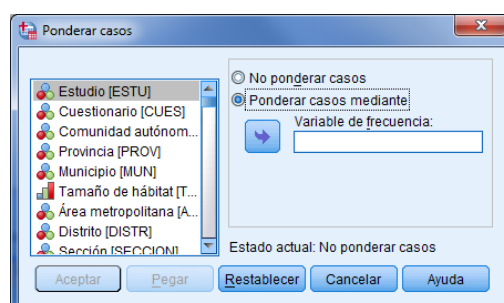 Ponderar casos
Estudio [ESTU]
Cuestionario [CUES]
Comunidad autónom...
Provincia [PROV]
Municipio [MUN]
Tamaño de hábitat [T...
Área metropolitana [A...
Distrito [DISTR]
Sección [SECCION]
No ponderar casos
Ponderar casos mediante
Variable de frecuencia:
Estado actual: No ponderar casos
Aceptar
Pegar
Restablecer
Cancelar
Ayuda